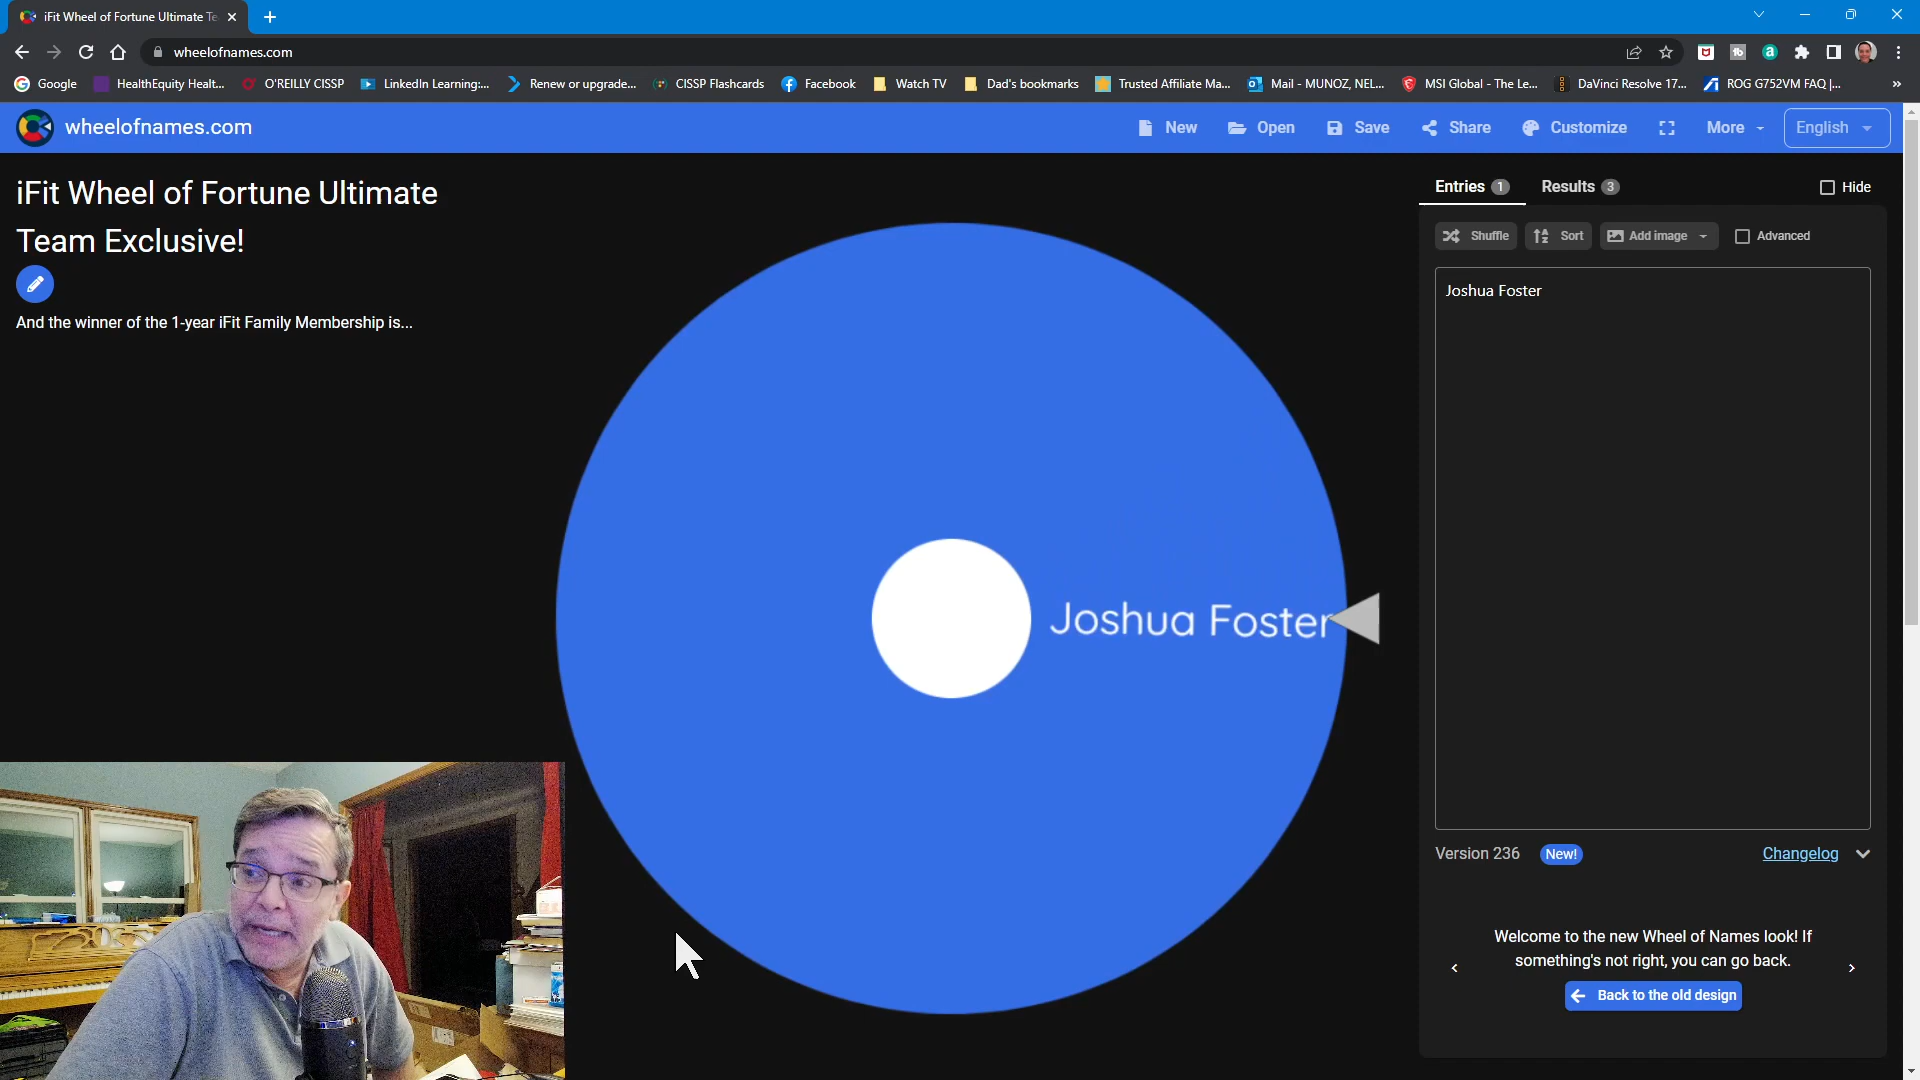 iFit Wheel of Fortune Ultimate Te
wheelofnames.com
Google
HealthEquity Healt...
O'REILLY CISSP
LinkedIn Learning:...
Renew or upgrade...
CISSP Flashcards
Facebook
Watch TV
Dad's bookmarks
Trusted Affiliate Ma...
Mail - MUNOZ, NEL...
MSI Global - The Le...
DaVinci Resolve 17...
ROG G752VM FAQ |...
»
wheelofnames.com
New
Open
Save
Share
Customize
More
English
iFit Wheel of Fortune Ultimate
Team Exclusive!
And the winner of the 1-year iFit Family Membership is...
Joshua Foster
Entries 1
Results 3
Hide
Shuffle
Sort
Add image
Advanced
Joshua Foster
Version 236
New!
Changelog
Welcome to the new Wheel of Names look! If
something's not right, you can go back.
Back to the old design